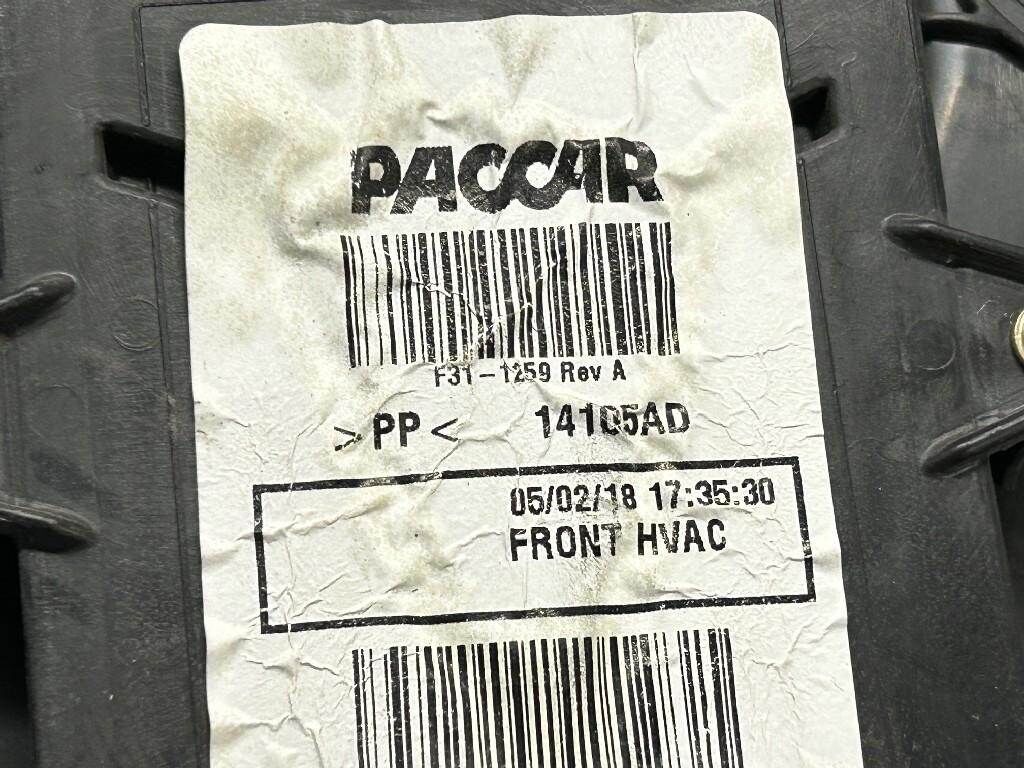 PACCAR
F31-1259 Rev A
>PP< 14105AD
05/02/18 17:35:30
FRONT HVAC